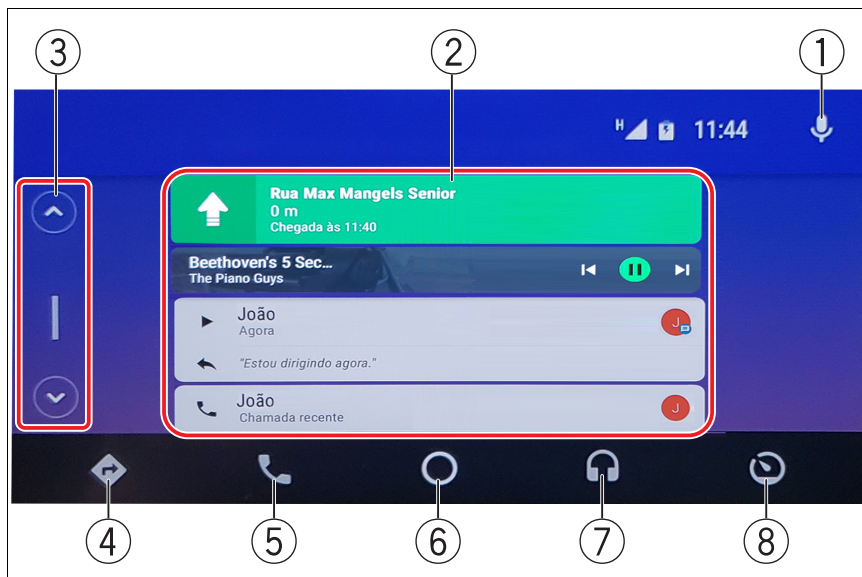 3
2
1
H
11:44
Rua Max Mangels Senior
0 m
Chegada às 11:40
Beethoven's 5 Sec...
The Piano Guys
João
Agora
J
"Estou dirigindo agora."
João
Chamada recente
J
4
5
6
7
8